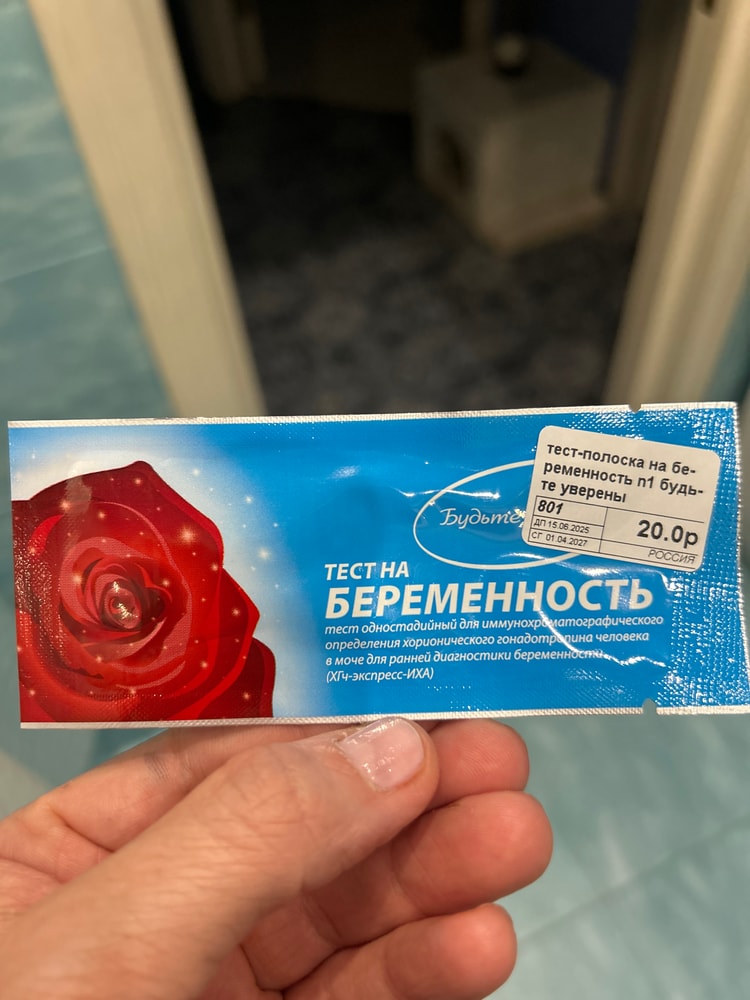 тест-полоска на бе-
ременность n1 будь-
те уверены
801
ДП 15.06.2025
20.0р
СГ 01.04.2027
РОССИЯ
Будьте
ТЕСТ НА
БЕРЕМЕННОСТЬ
тест одностадийный для иммунохроматографического
определения хорионического гонадотропина человека
в моче для ранней диагностики беременности
(ХГч-экспресс-ИХА)